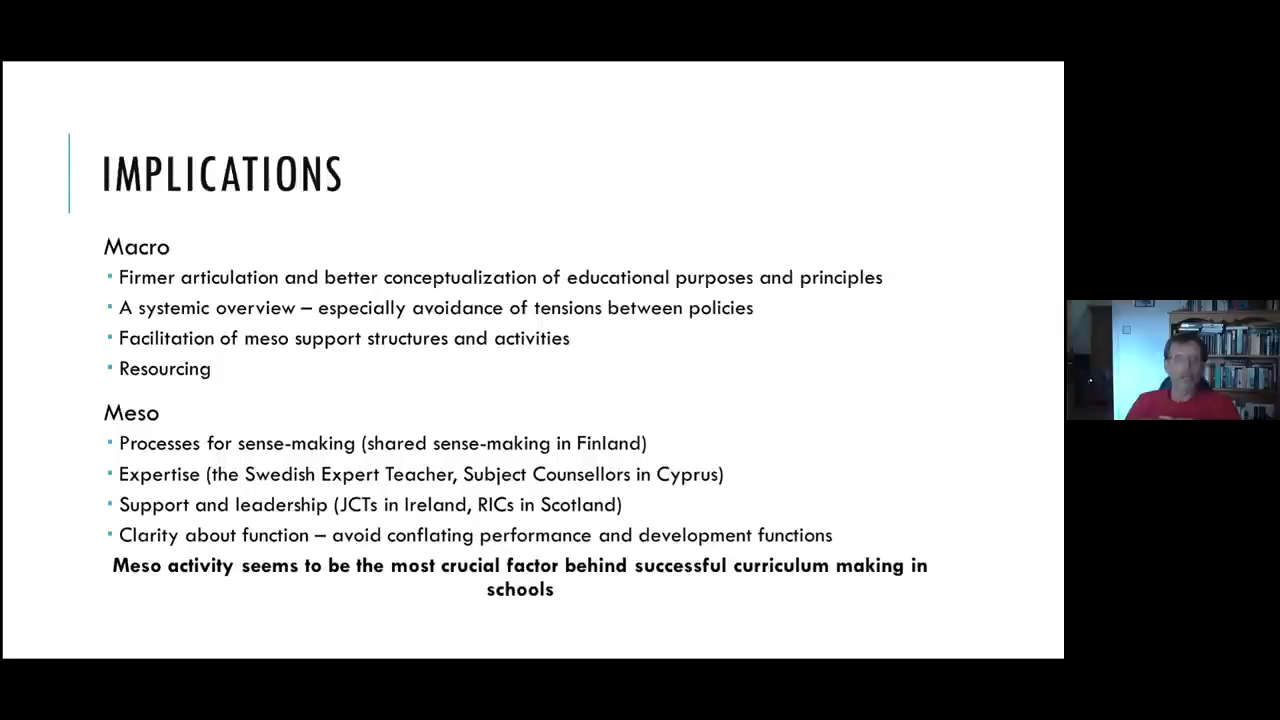 IMPLICATIONS
Macro
▪ Firmer articulation and better conceptualization of educational purposes and principles
▪ A systemic overview – especially avoidance of tensions between policies
▪ Facilitation of meso support structures and activities
▪ Resourcing
Meso
▪ Processes for sense-making (shared sense-making in Finland)
▪ Expertise (the Swedish Expert Teacher, Subject Counsellors in Cyprus)
▪ Support and leadership (JCTs in Ireland, RICs in Scotland)
▪ Clarity about function – avoid conflating performance and development functions
Meso activity seems to be the most crucial factor behind successful curriculum making in
schools